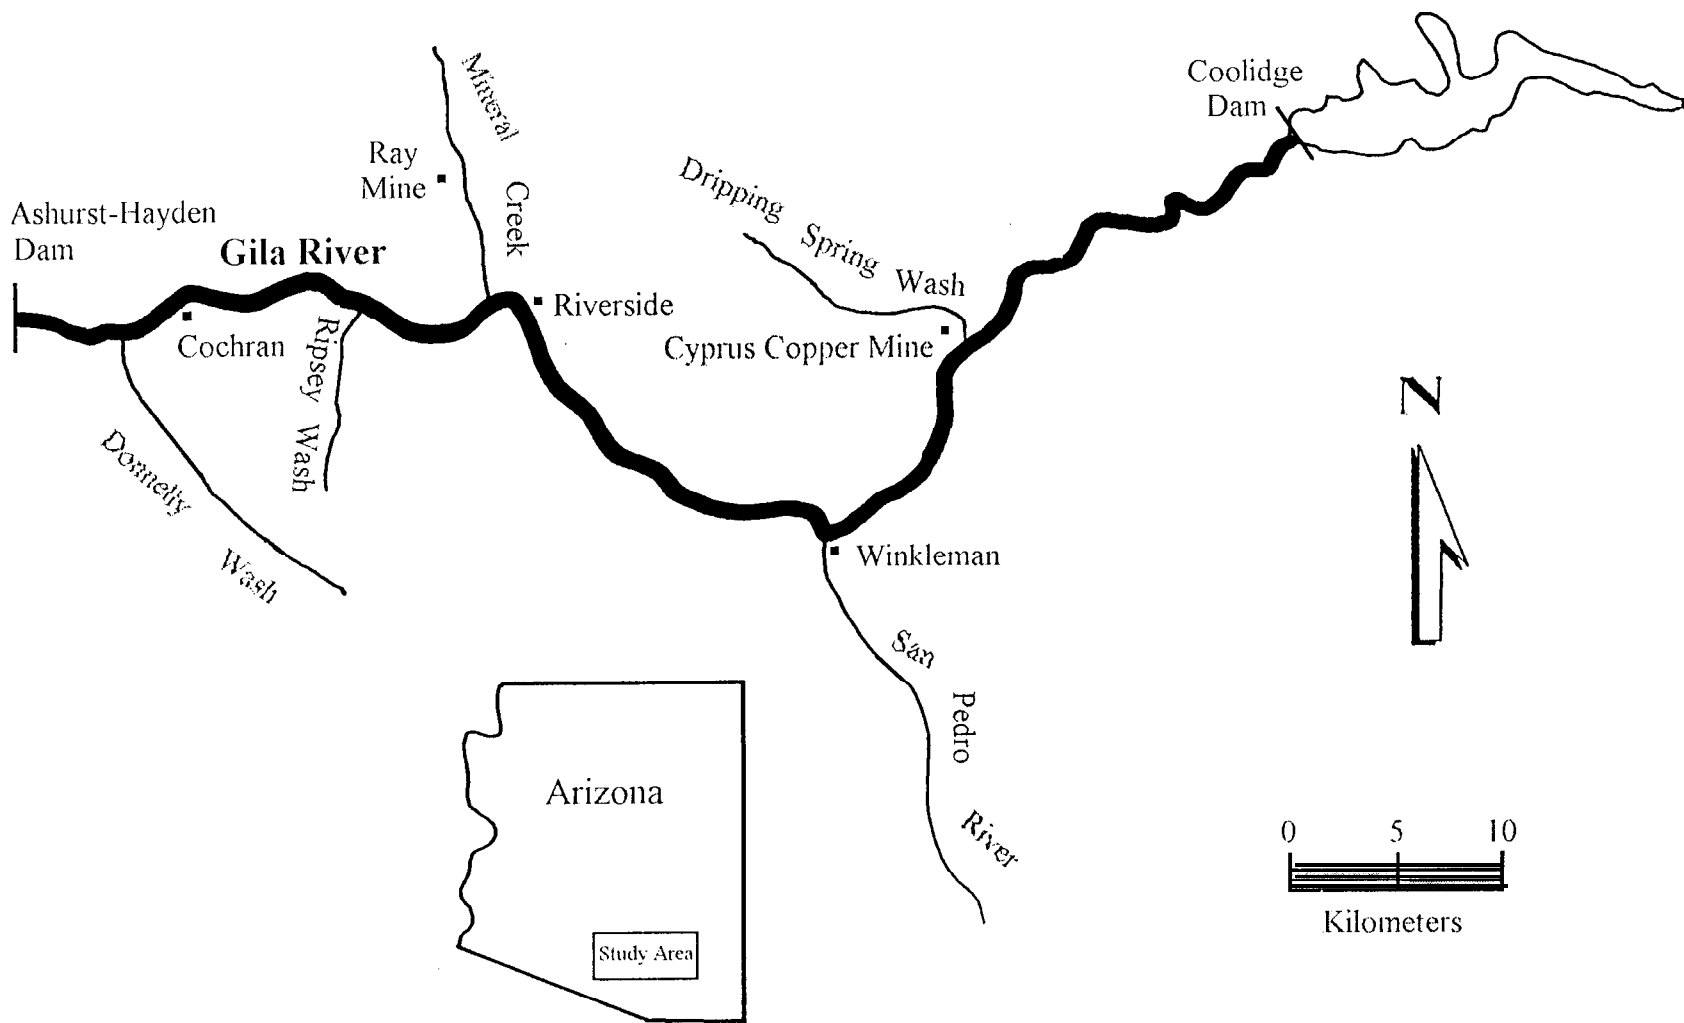 Coolidge
Dam
Mineral
Creek
Ray
Mine
Dripping
Spring
Wash
Ashurst-Hayden
Dam
Gila River
Riverside
Cochran
Ripsey Wash
Cyprus Copper Mine
N
Donnelly
Wash
Winkleman
San
Pedro
River
Arizona
Study Area
0 5 10
Kilometers